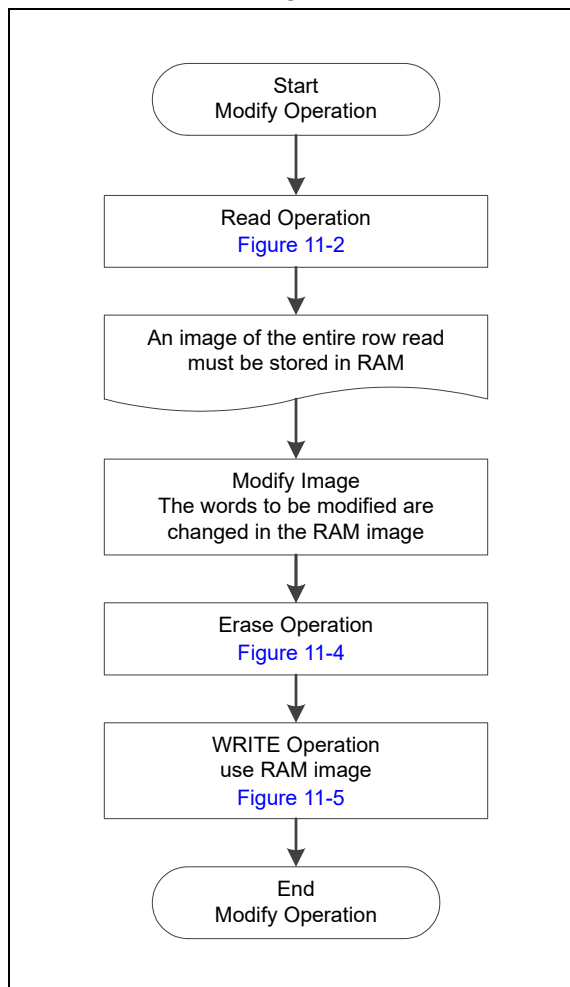 Start
Modify Operation
Read Operation
Figure 11-2
An image of the entire row read
must be stored in RAM
Modify Image
The words to be modified are
changed in the RAM image
Erase Operation
Figure 11-4
WRITE Operation
use RAM image
Figure 11-5
End
Modify Operation